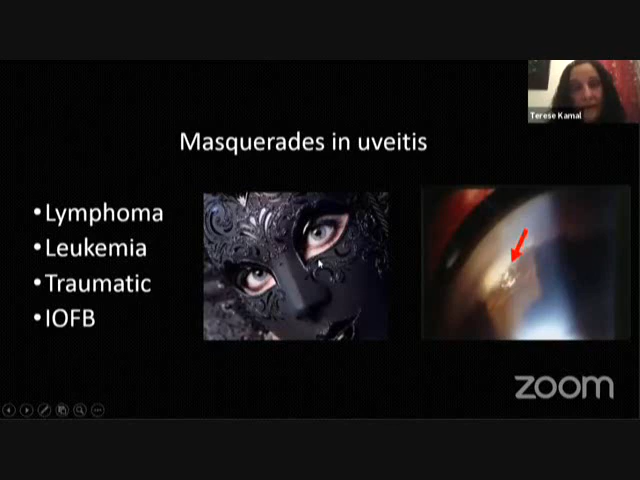 Terese Kamal
Masquerades in uveitis
•Lymphoma
•Leukemia
•Traumatic
•IOFB
zoom